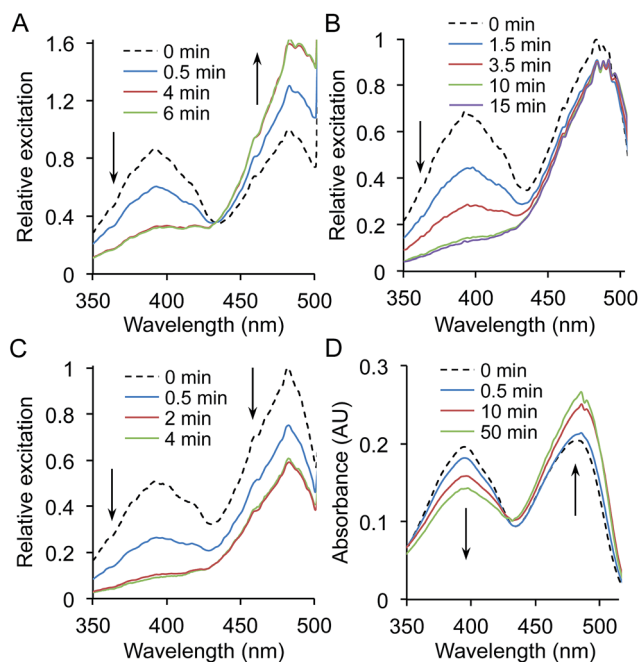 A
1.6
1.2
0.8
0.4
0
Relative excitation
0 min
0.5 min
4 min
6 min
350 400 450 500
Wavelength (nm)
B
1
0.8
0.6
0.4
0.2
0
Relative excitation
0 min
1.5 min
3.5 min
10 min
15 min
350 400 450 500
Wavelength (nm)
C
1
0.8
0.6
0.4
0.2
0
Relative excitation
0 min
0.5 min
2 min
4 min
350 400 450 500
Wavelength (nm)
D
0.3
0.2
0.1
0
Absorbance (AU)
0 min
0.5 min
10 min
50 min
350 400 450 500
Wavelength (nm)